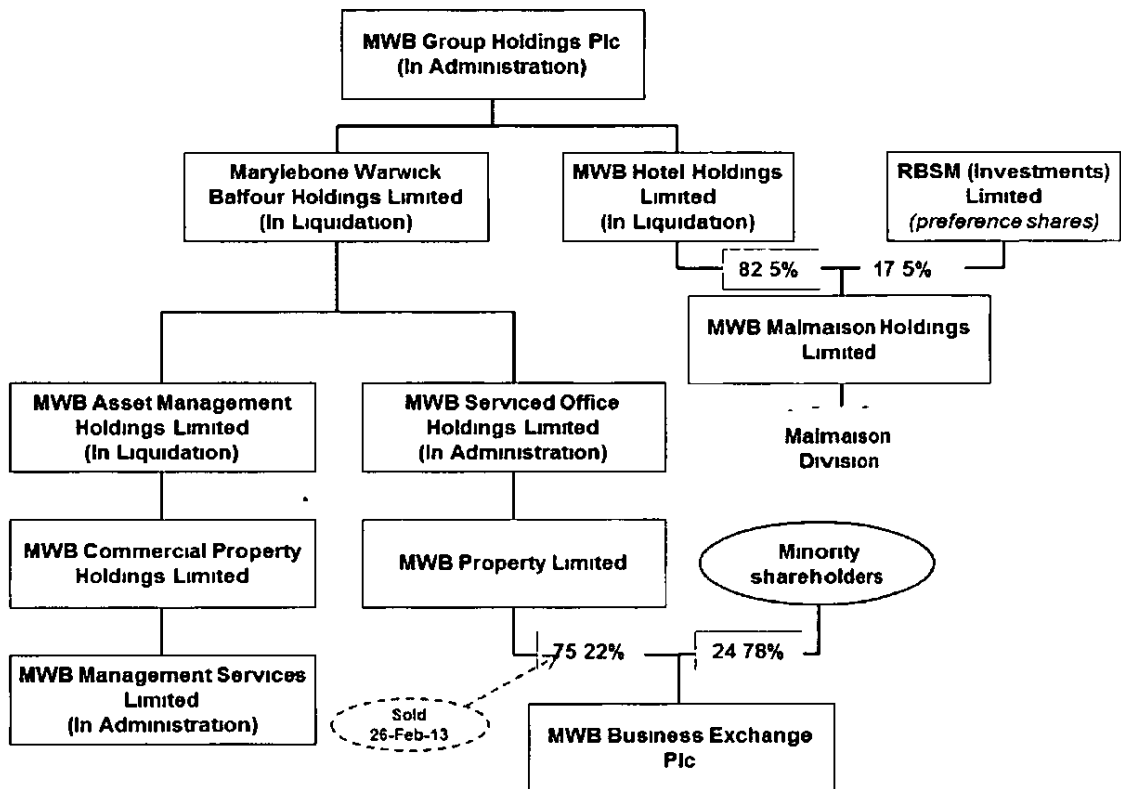 MWB Group Holdings Plc
(In Administration)
Marylebone Warwick
Balfour Holdings Limited
(In Liquidation)
MWB Hotel Holdings
Limited
(In Liquidation)
RBSM (Investments)
Limited
(preference shares)
82 5%
17 5%
MWB Malmaison Holdings
Limited
MWB Asset Management
Holdings Limited
(In Liquidation)
MWB Serviced Office
Holdings Limited
(In Administration)
Malmaison
Division
MWB Commercial Property
Holdings Limited
MWB Property Limited
Minority
shareholders
75 22%
24 78%
MWB Management Services
Limited
(In Administration)
Sold
26-Feb-13
MWB Business Exchange
Plc